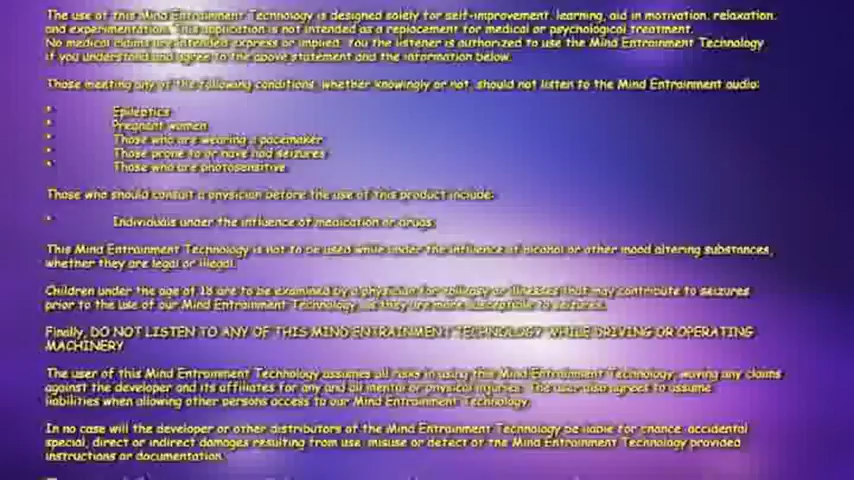 The use of this Mind Entrainment Technology is designed solely for self-improvement, learning, aid in motivation, relaxation,
and experimentation. This application is not intended as a replacement for medical or psychological treatment.
No medical claims are intended express or implied. You the listener is authorized to use the Mind Entrainment Technology
if you understand and agree to the above statement and the information below.
Those meeting any of the following conditions, whether knowingly or not, should not listen to the Mind Entrainment audio:
* Epileptics
* Pregnant women
* Those who are wearing a pacemaker
* Those prone to or have had seizures
* Those who are photosensitive
Those who should consult a physician before the use of this product include:
* Individuals under the influence of medication or drugs.
This Mind Entrainment Technology is not to be used while under the influence of alcohol or other mood altering substances,
whether they are legal or illegal.
Children under the age of 18 are to be examined by a physician for epilepsy or illnesses that may contribute to seizures
prior to the use of our Mind Entrainment Technology, as they are more susceptible to seizures.
Finally, DO NOT LISTEN TO ANY OF THIS MIND ENTRAINMENT TECHNOLOGY WHILE DRIVING OR OPERATING
MACHINERY
The user of this Mind Entrainment Technology assumes all risks in using this Mind Entrainment Technology, waving any claims
against the developer and its affiliates for any and all mental or physical injuries. The user also agrees to assume
liabilities when allowing other persons access to our Mind Entrainment Technology.
In no case will the developer or other distributors of the Mind Entrainment Technology be liable for chance, accidental
special, direct or indirect damages resulting from use, misuse or defect of the Mind Entrainment Technology provided
instructions or documentation.